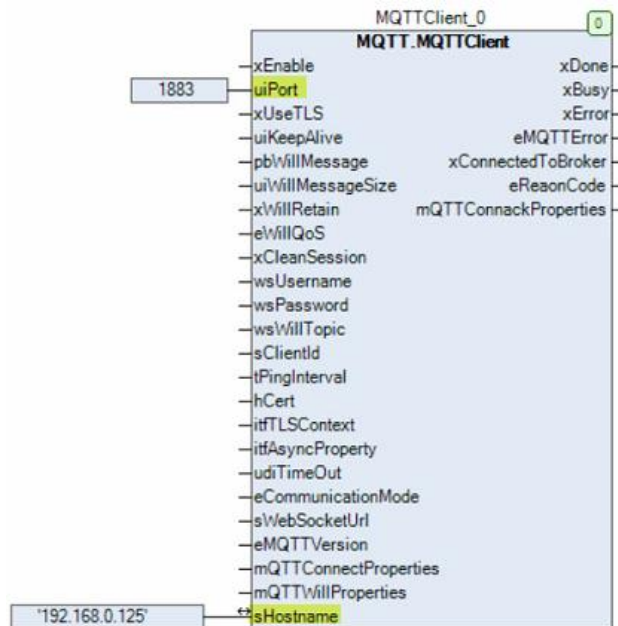 MQTTClient_0
0
MQTT.MQTTClient
xEnable xDone
1883 uiPort xBusy
xUseTLS xError
uiKeepAlive eMQTTError
pbWillMessage xConnectedToBroker
uiWillMessageSize eReaonCode
xWillRetain mQTTConnackProperties
eWillQoS
xCleanSession
wsUsername
wsPassword
wsWillTopic
sClientId
tPingInterval
hCert
itfTLSContext
itfAsyncProperty
udiTimeOut
eCommunicationMode
sWebSocketUrl
eMQTTVersion
mQTTConnectProperties
mQTTWillProperties
'192.168.0.125' sHostname